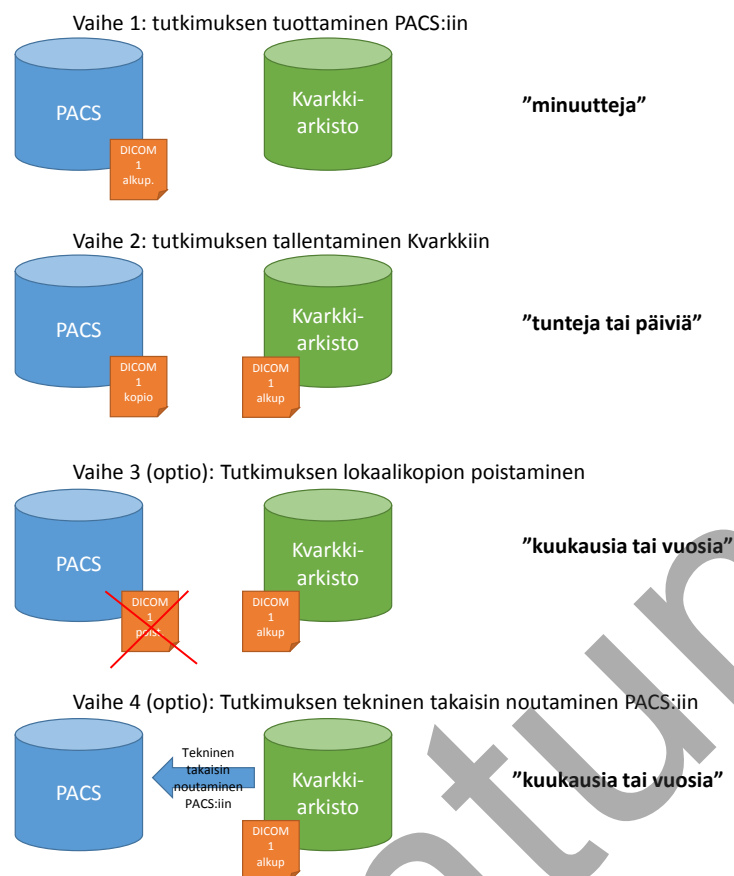 Vaihe 1: tutkimuksen tuottaminen PACS:iin
PACS
Kvarkki-
arkisto
”minuutteja”
DICOM
1
alkup.
Vaihe 2: tutkimuksen tallentaminen Kvarkkiin
PACS
Kvarkki-
arkisto
”tunteja tai päiviä”
DICOM
1
kopio
DICOM
1
alkup
Vaihe 3 (optio): Tutkimuksen lokaalikopion poistaminen
PACS
Kvarkki-
arkisto
”kuukausia tai vuosia”
DICOM
1
poist.
DICOM
1
alkup
Vaihe 4 (optio): Tutkimuksen tekninen takaisin noutaminen PACS:iin
PACS
Tekninen
takaisin
noutaminen
PACS:iin
Kvarkki-
arkisto
”kuukausia tai vuosia”
DICOM
1
alkup